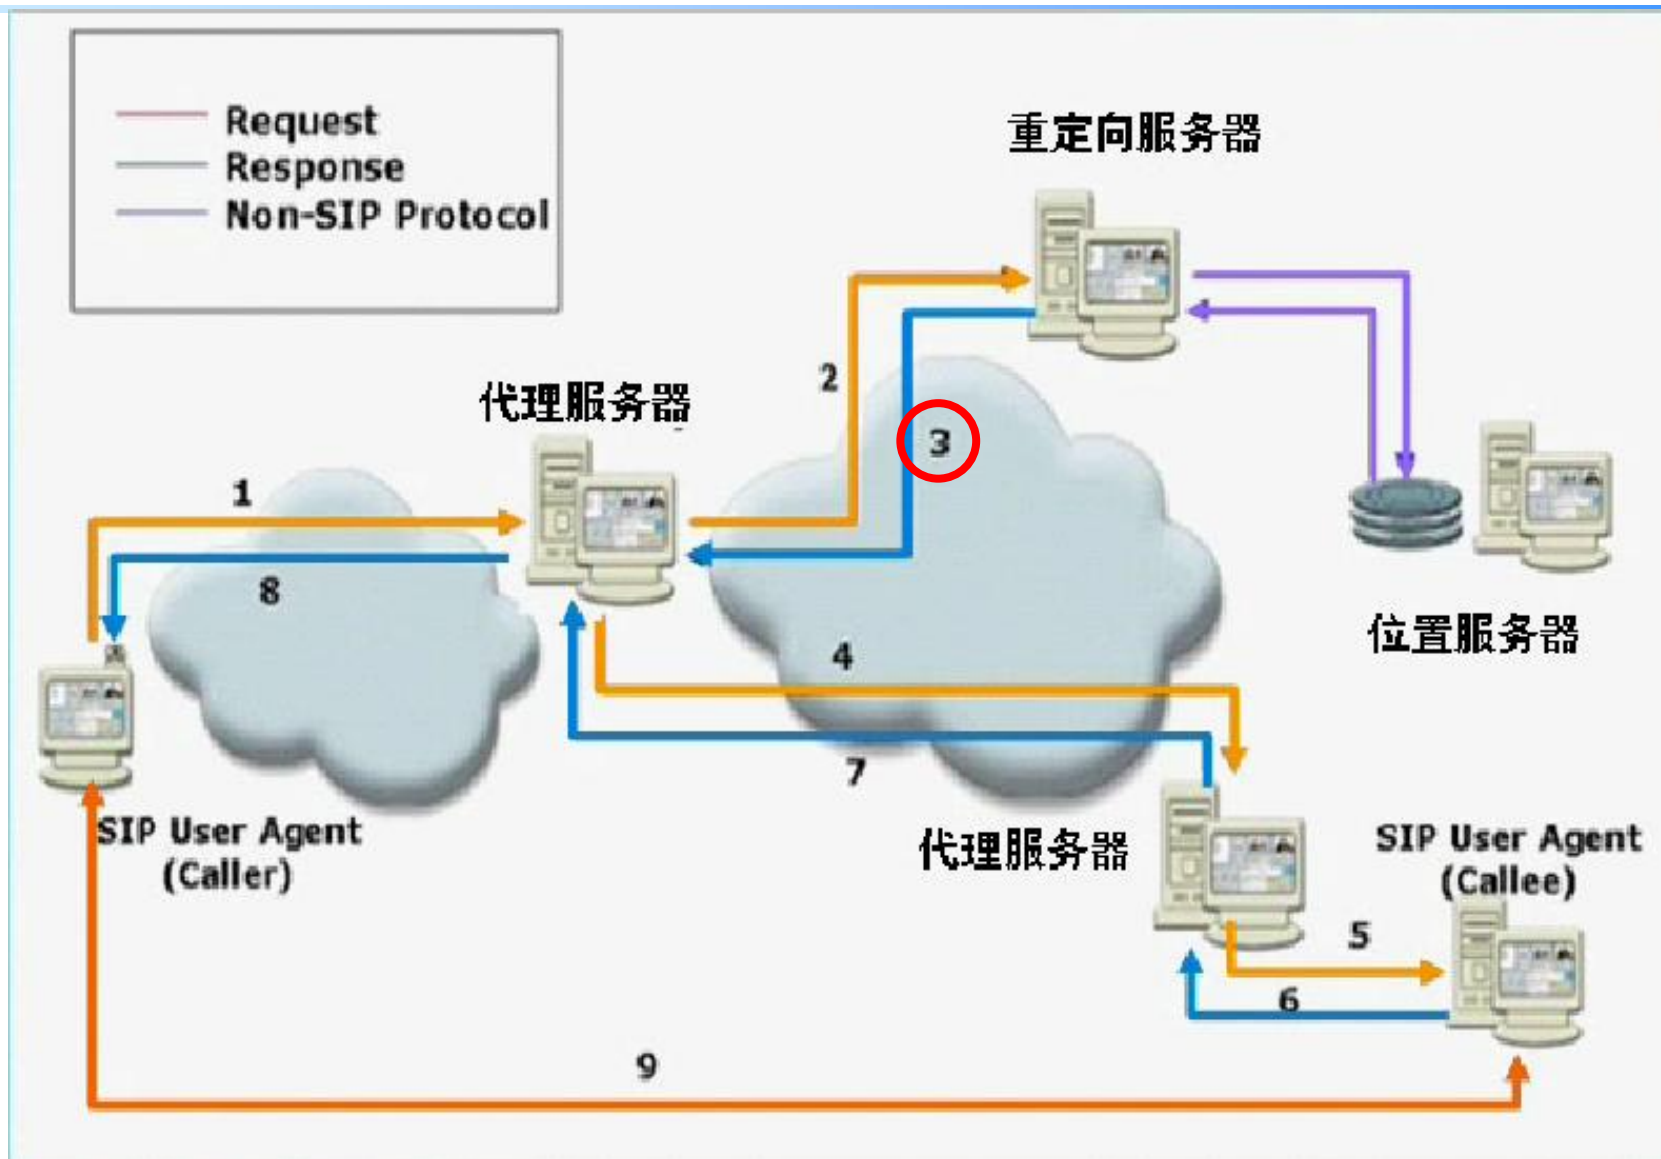 Request
Response
Non-SIP Protocol
重定向服务器
2
代理服务器
3
1
8
位置服务器
4
7
SIP User Agent
(Caller)
代理服务器
SIP User Agent
(Callee)
5
6
9